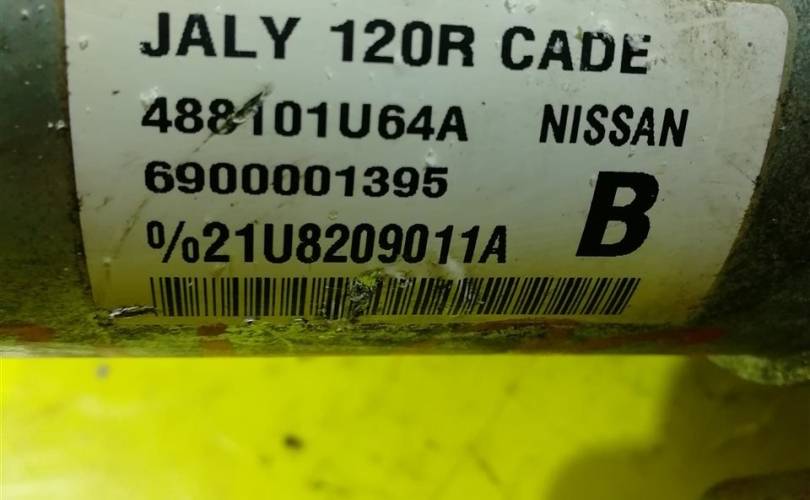 JALY 120R CADE
488101U64A NISSAN
6900001395 B
%21U8209011A